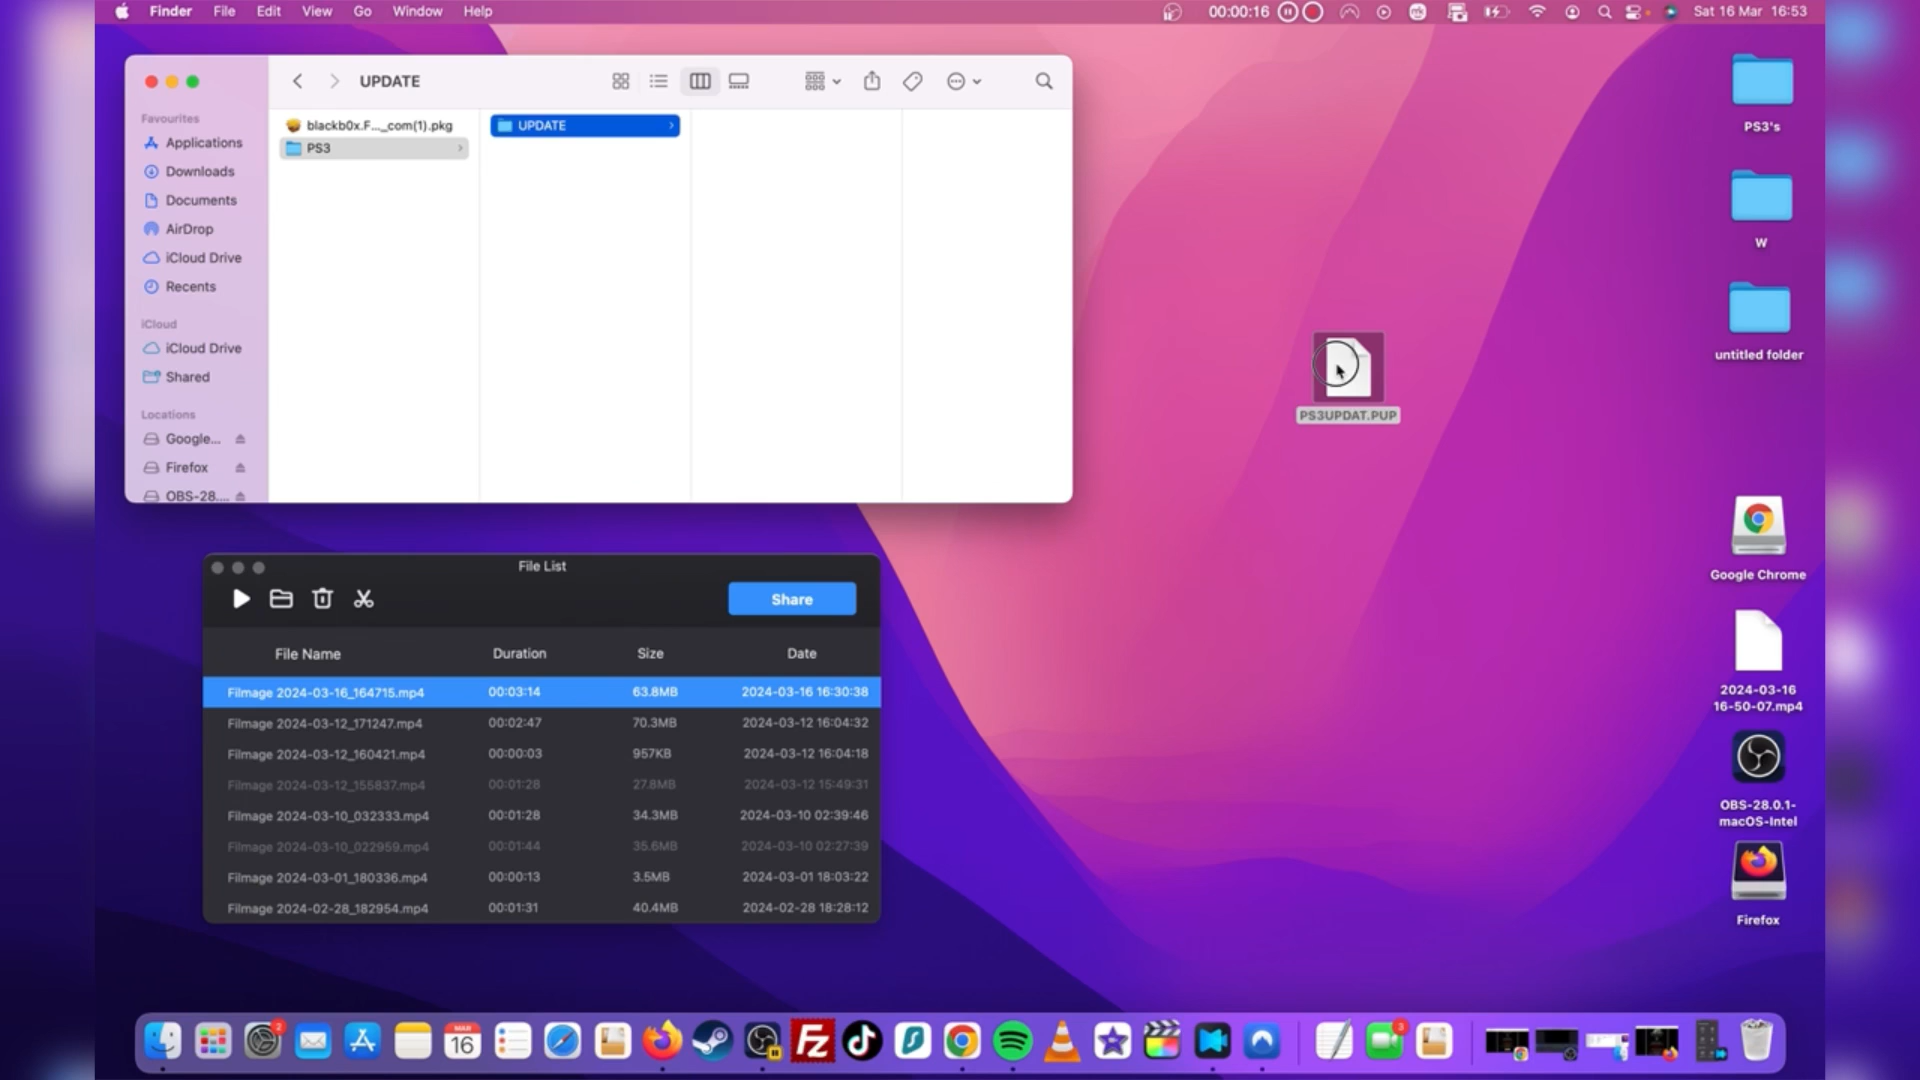 Finder File Edit View Go Window Help 00:00:16 Sat 16 Mar 16:53
UPDATE
Favourites
Applications
Downloads
Documents
AirDrop
iCloud Drive
Recents
iCloud
iCloud Drive
Shared
Locations
Google...
Firefox
OBS-28....
blackb0x.F..._com(1).pkg
PS3
UPDATE
PS3UPDAT.PUP
PS3's
W
untitled folder
Google Chrome
2024-03-16
16-50-07.mp4
OBS-28.0.1-
macOS-Intel
Firefox
File List
Share
File Name Duration Size Date
Filmage 2024-03-16_164715.mp4 00:03:14 63.8MB 2024-03-16 16:30:38
Filmage 2024-03-12_171247.mp4 00:02:47 70.3MB 2024-03-12 16:04:32
Filmage 2024-03-12_160421.mp4 00:00:03 957KB 2024-03-12 16:04:18
Filmage 2024-03-12_155837.mp4 00:01:28 27.8MB 2024-03-12 15:49:31
Filmage 2024-03-10_032333.mp4 00:01:28 34.3MB 2024-03-10 02:39:46
Filmage 2024-03-10_022959.mp4 00:01:44 35.6MB 2024-03-10 02:27:39
Filmage 2024-03-01_180336.mp4 00:00:13 3.5MB 2024-03-01 18:03:22
Filmage 2024-02-28_182954.mp4 00:01:31 40.4MB 2024-02-28 18:28:12
2
MAR
16
FZ
3